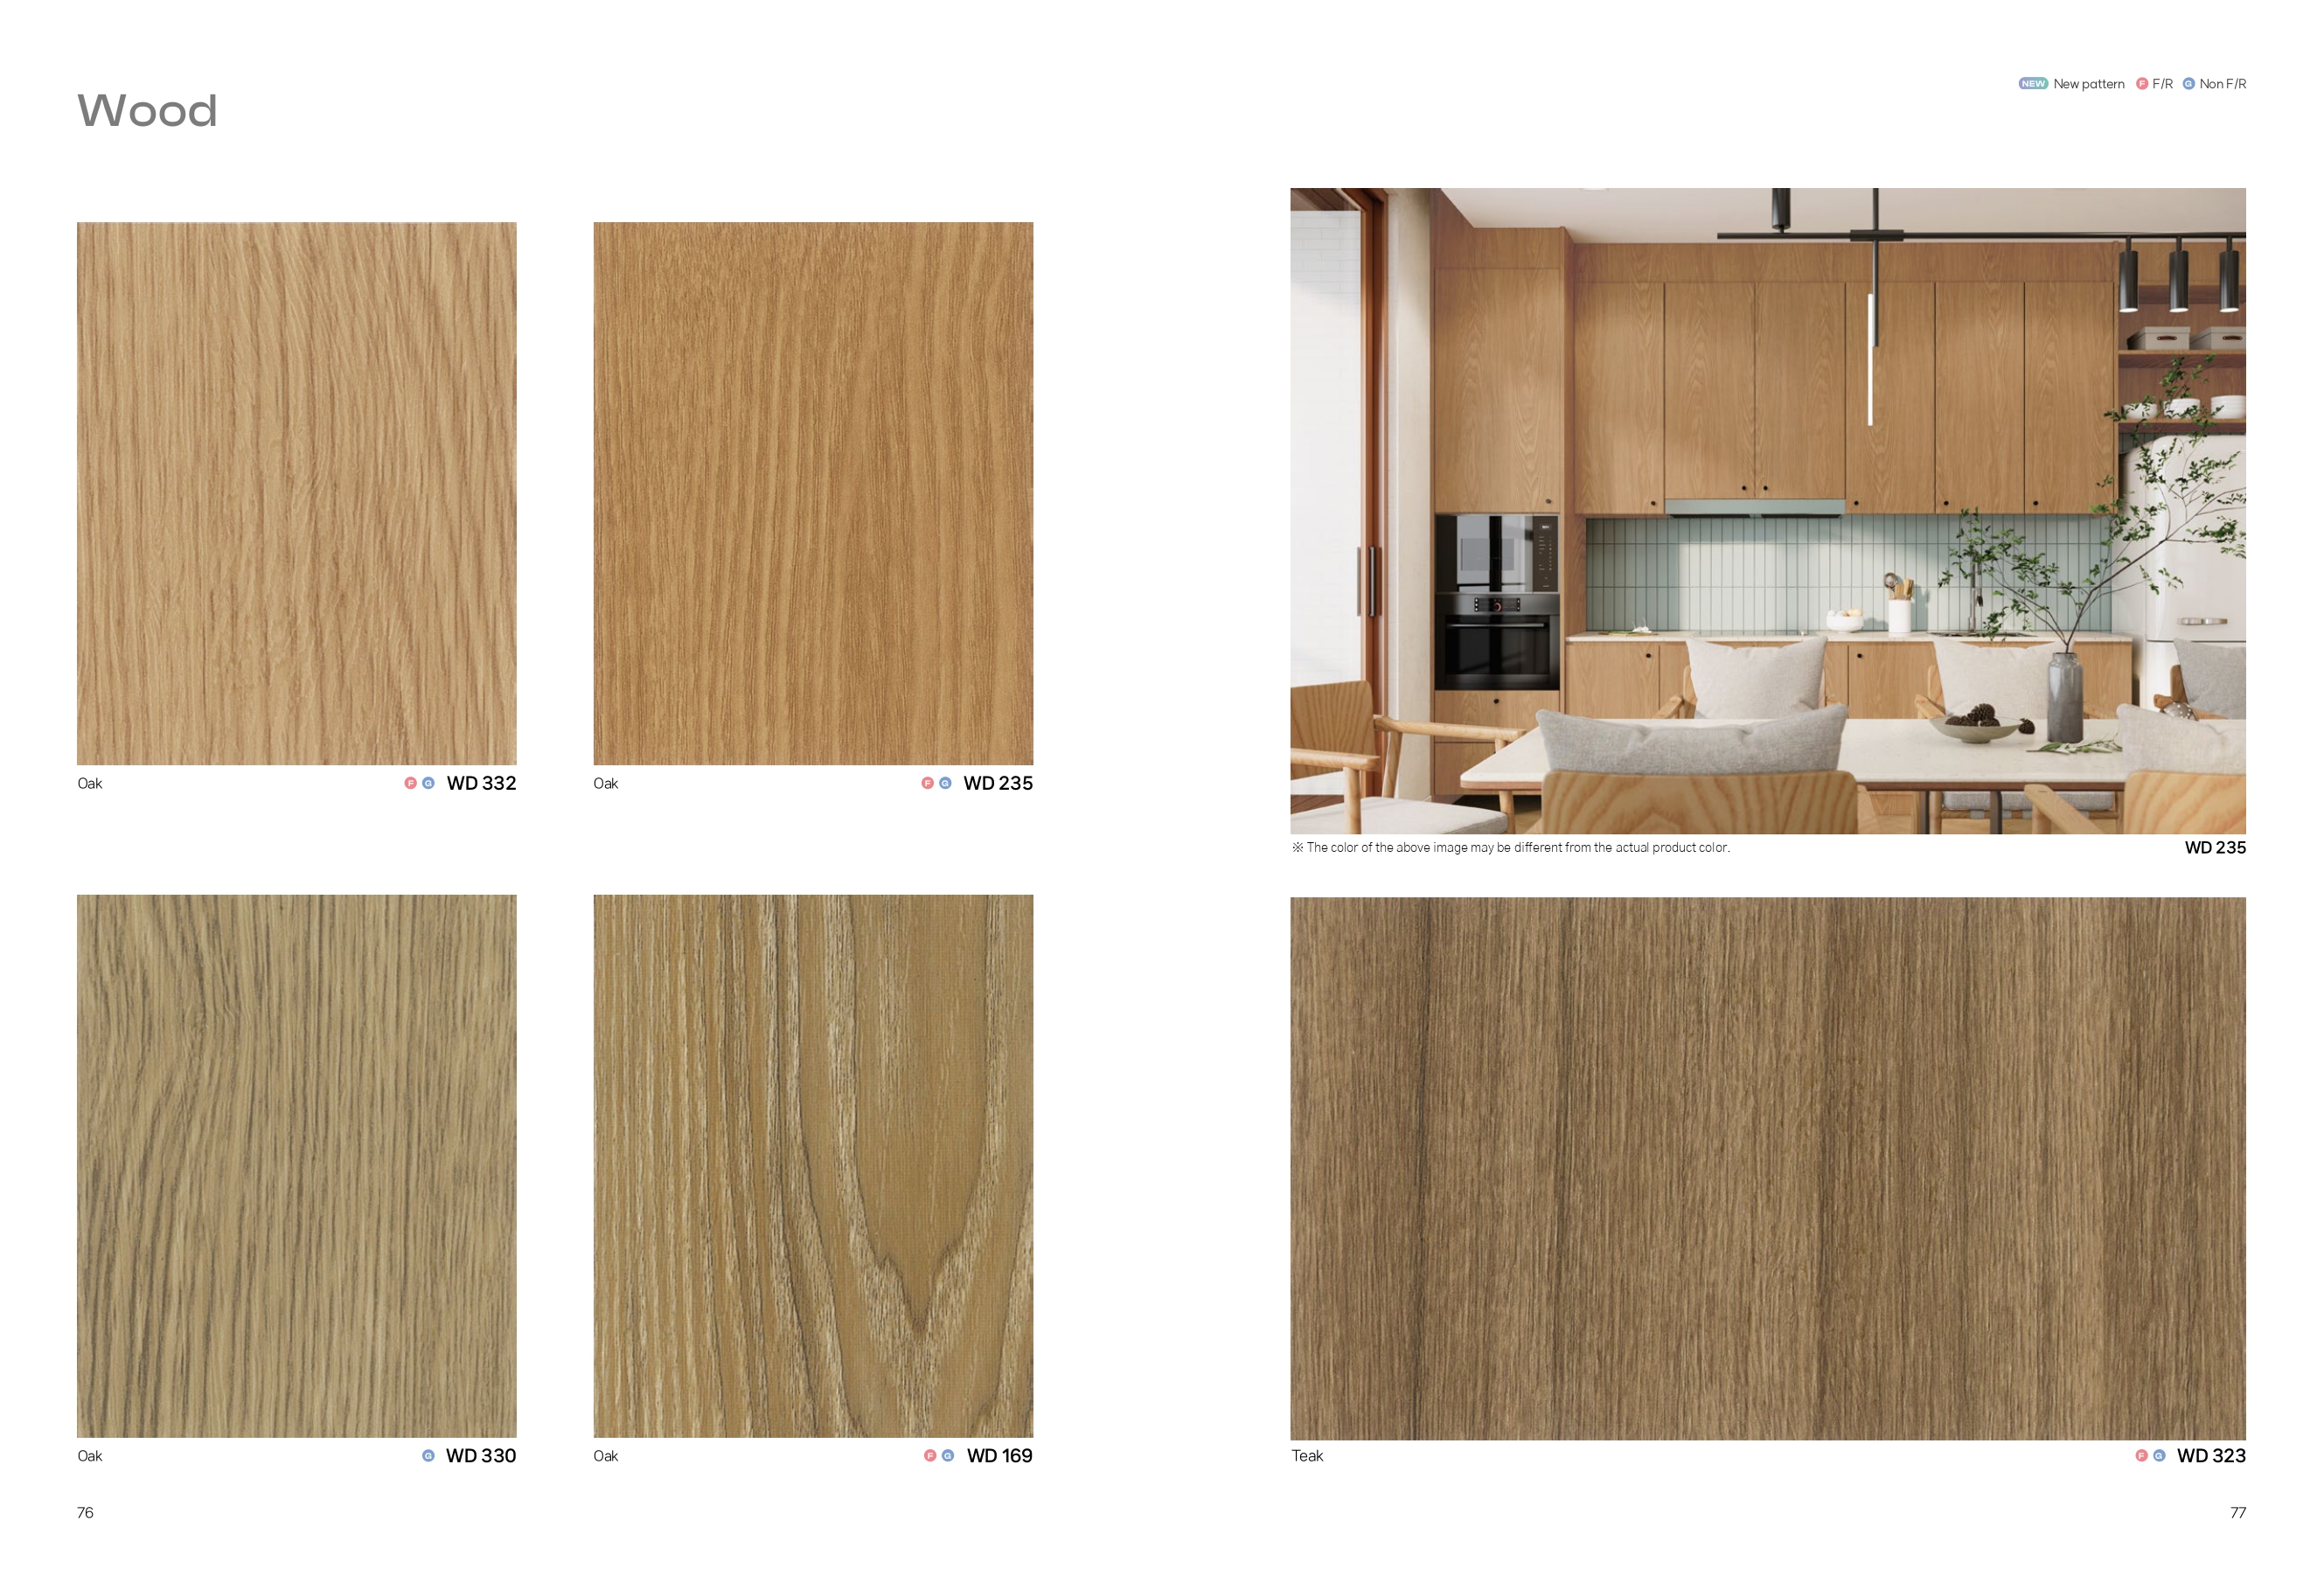 Wood
NEW New pattern F F/R G Non F/R
Oak F G WD 332
Oak F G WD 235
※ The color of the above image may be different from the actual product color. WD 235
Oak G WD 330
Oak F G WD 169
Teak F G WD 323
76
77